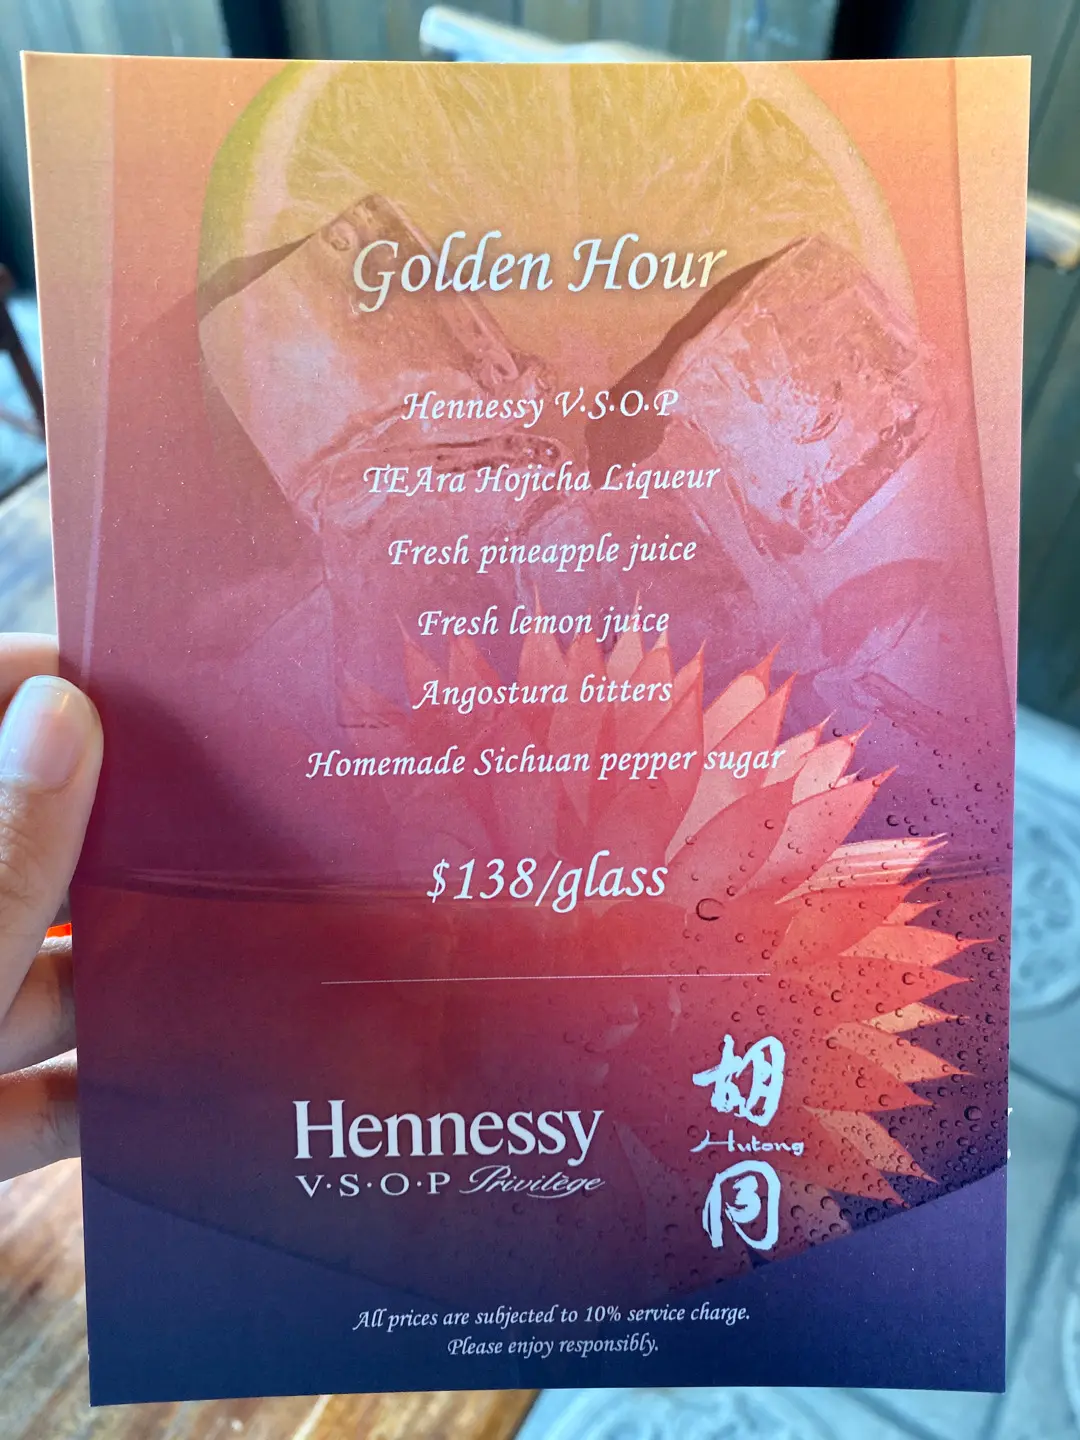 Golden Hour
Hennessy V·S·O·P
TEAra Hojicha Liqueur
Fresh pineapple juice
Fresh lemon juice
Angostura bitters
Homemade Sichuan pepper sugar
$138/glass
Hennessy
V·S·O·P Privilège
胡
Hutong
同
All prices are subjected to 10% service charge.
Please enjoy responsibly.